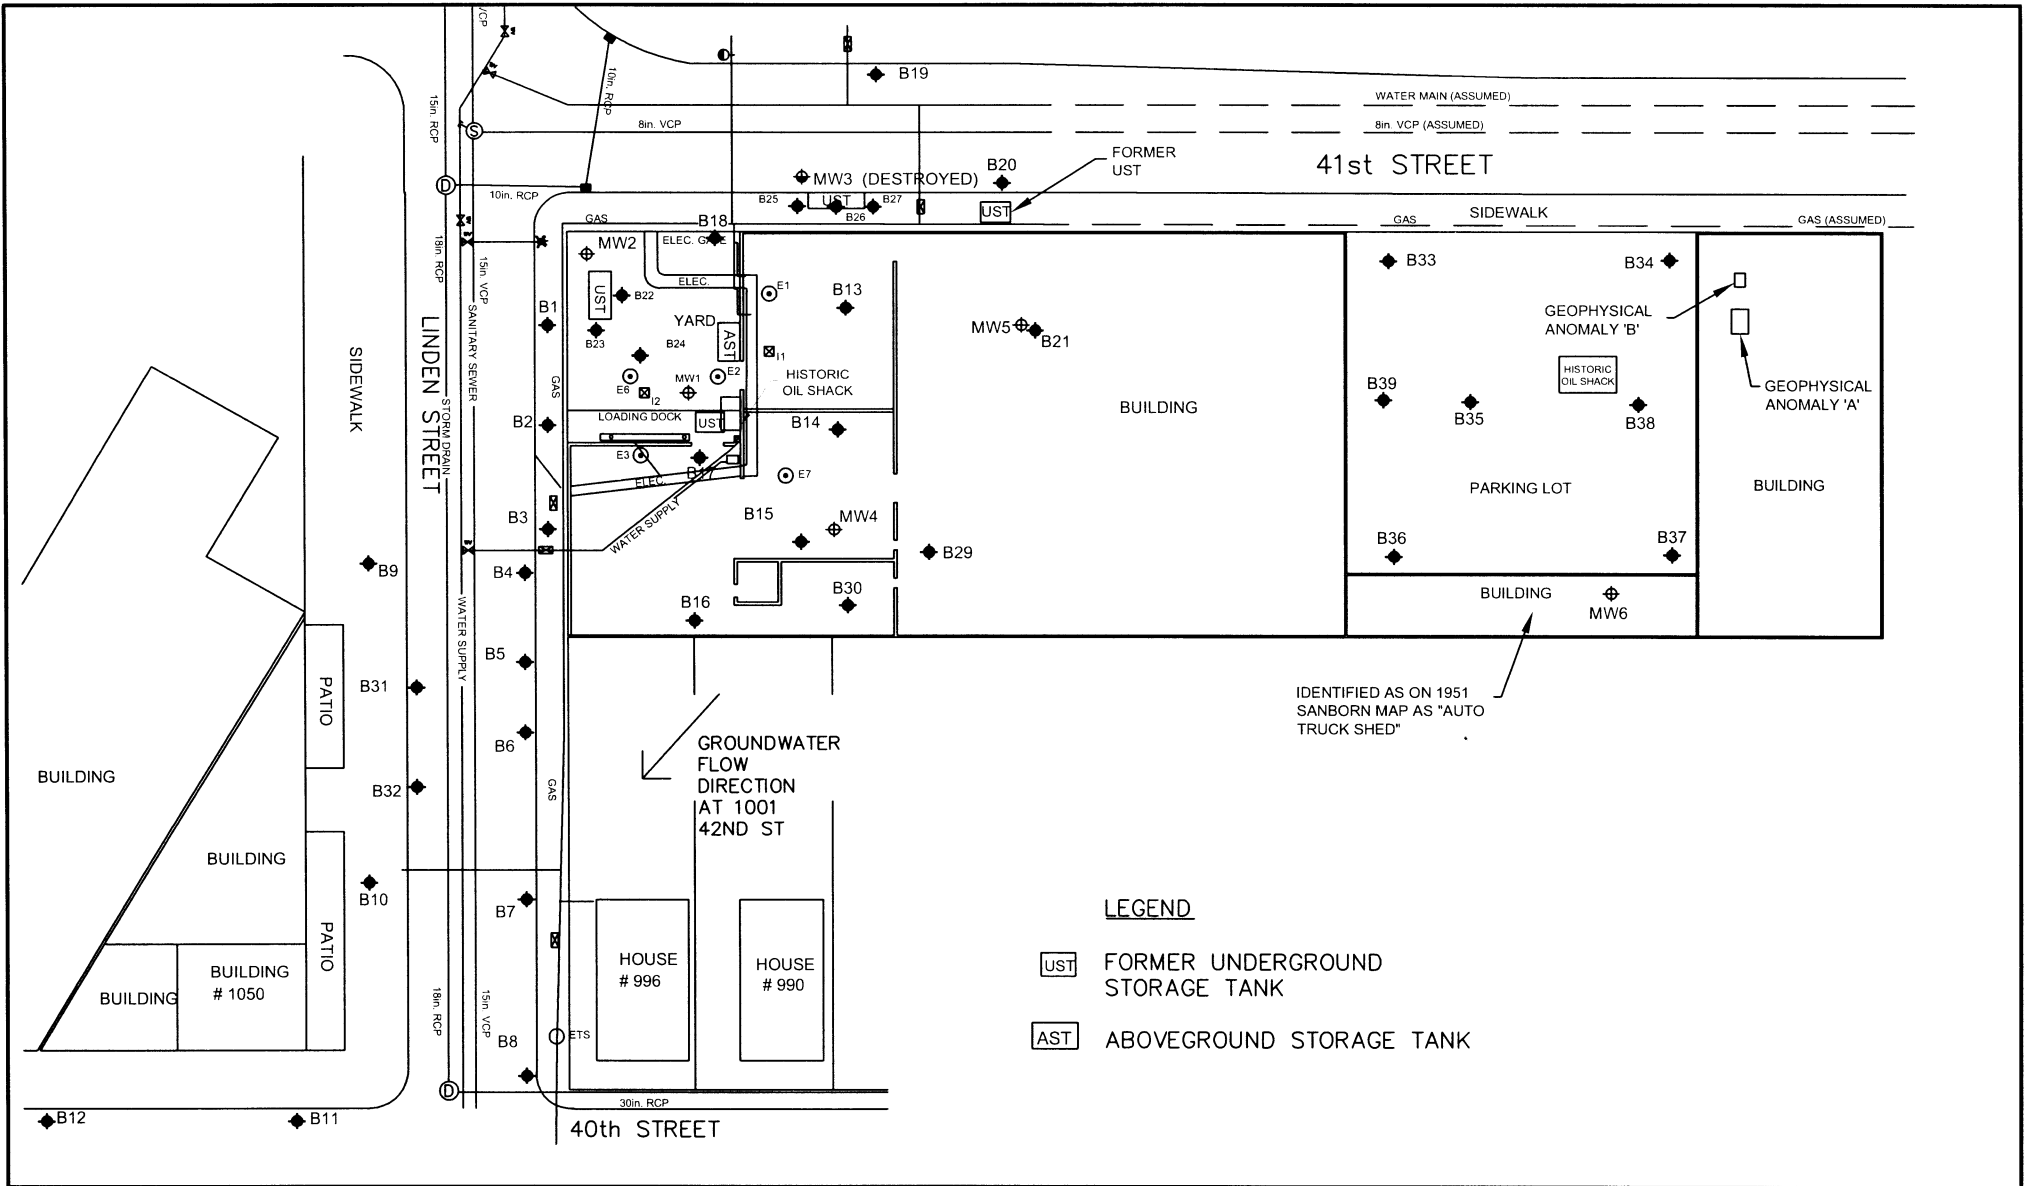 VCP
10in. RCP
B19
15in. RCP
WATER MAIN (ASSUMED)
S
8in. VCP
8in. VCP (ASSUMED)
41st STREET
FORMER
UST
B20
D
10in. RCP
MW3 (DESTROYED)
B25
UST
B27
B26
UST
SIDEWALK
GAS
B18
GAS
GAS (ASSUMED)
18in. RCP
15in. VCP
MW2
ELEC. GATE
ELEC.
UST
B22
E1
B13
B33
B34
B1
YARD
AST
B23
B24
MW5
B21
GEOPHYSICAL
ANOMALY 'B'
I1
SIDEWALK
LINDEN STREET
SANITARY SEWER
STORM DRAIN
GAS
E6
E2
MW1
I2
HISTORIC
OIL SHACK
HISTORIC
OIL SHACK
GEOPHYSICAL
ANOMALY 'A'
B39
B35
B38
BUILDING
B2
LOADING DOCK
UST
B14
E3
B17
ELEC.
E7
PARKING LOT
BUILDING
B3
WATER SUPPLY
B15
MW4
B36
B37
B9
B4
B29
B16
B30
BUILDING
MW6
WATER SUPPLY
B5
B31
PATIO
IDENTIFIED AS ON 1951
SANBORN MAP AS "AUTO
TRUCK SHED"
B6
GROUNDWATER
FLOW
DIRECTION
AT 1001
42ND ST
BUILDING
B32
GAS
BUILDING
B10
B7
PATIO
LEGEND
UST
FORMER UNDERGROUND
STORAGE TANK
AST
ABOVEGROUND STORAGE TANK
BUILDING
BUILDING
# 1050
18in. RCP
15in. VCP
HOUSE
# 996
HOUSE
# 990
B8
ETS
D
30in. RCP
B12
B11
40th STREET